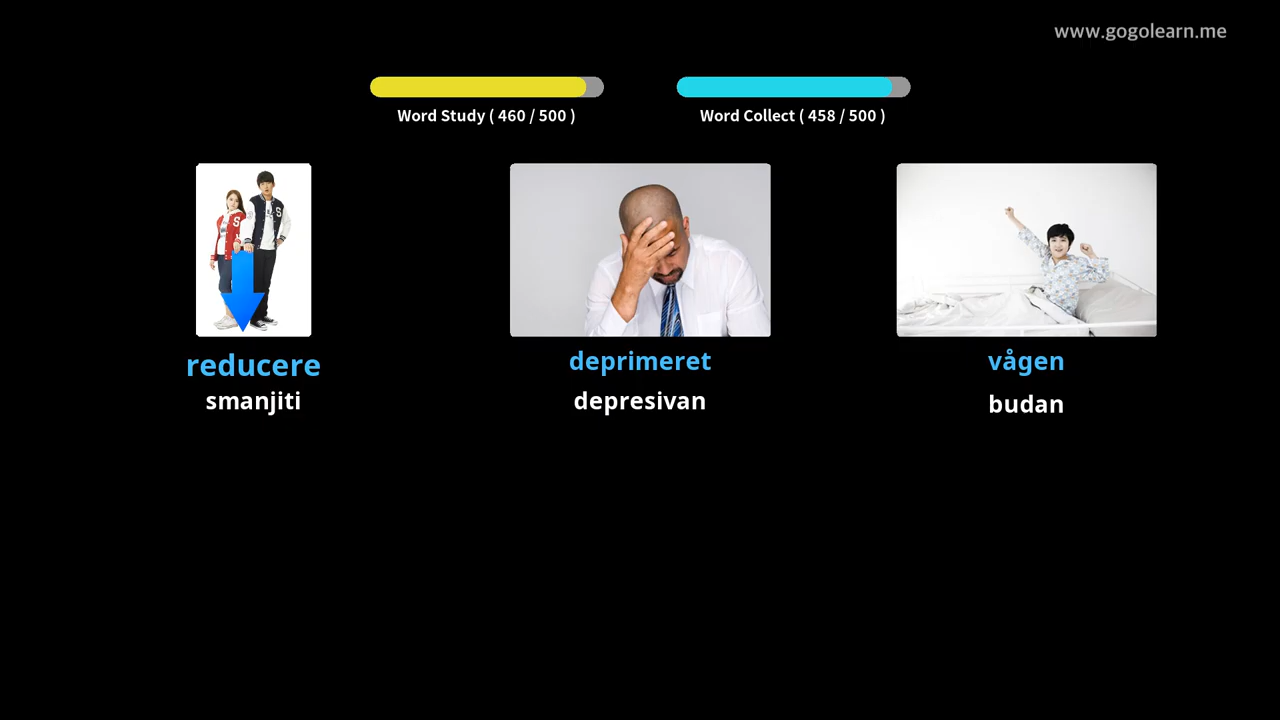 www.gogolearn.me
Word Study ( 460 / 500 )
Word Collect ( 458 / 500 )
reducere
smanjiti
deprimeret
depresivan
vågen
budan